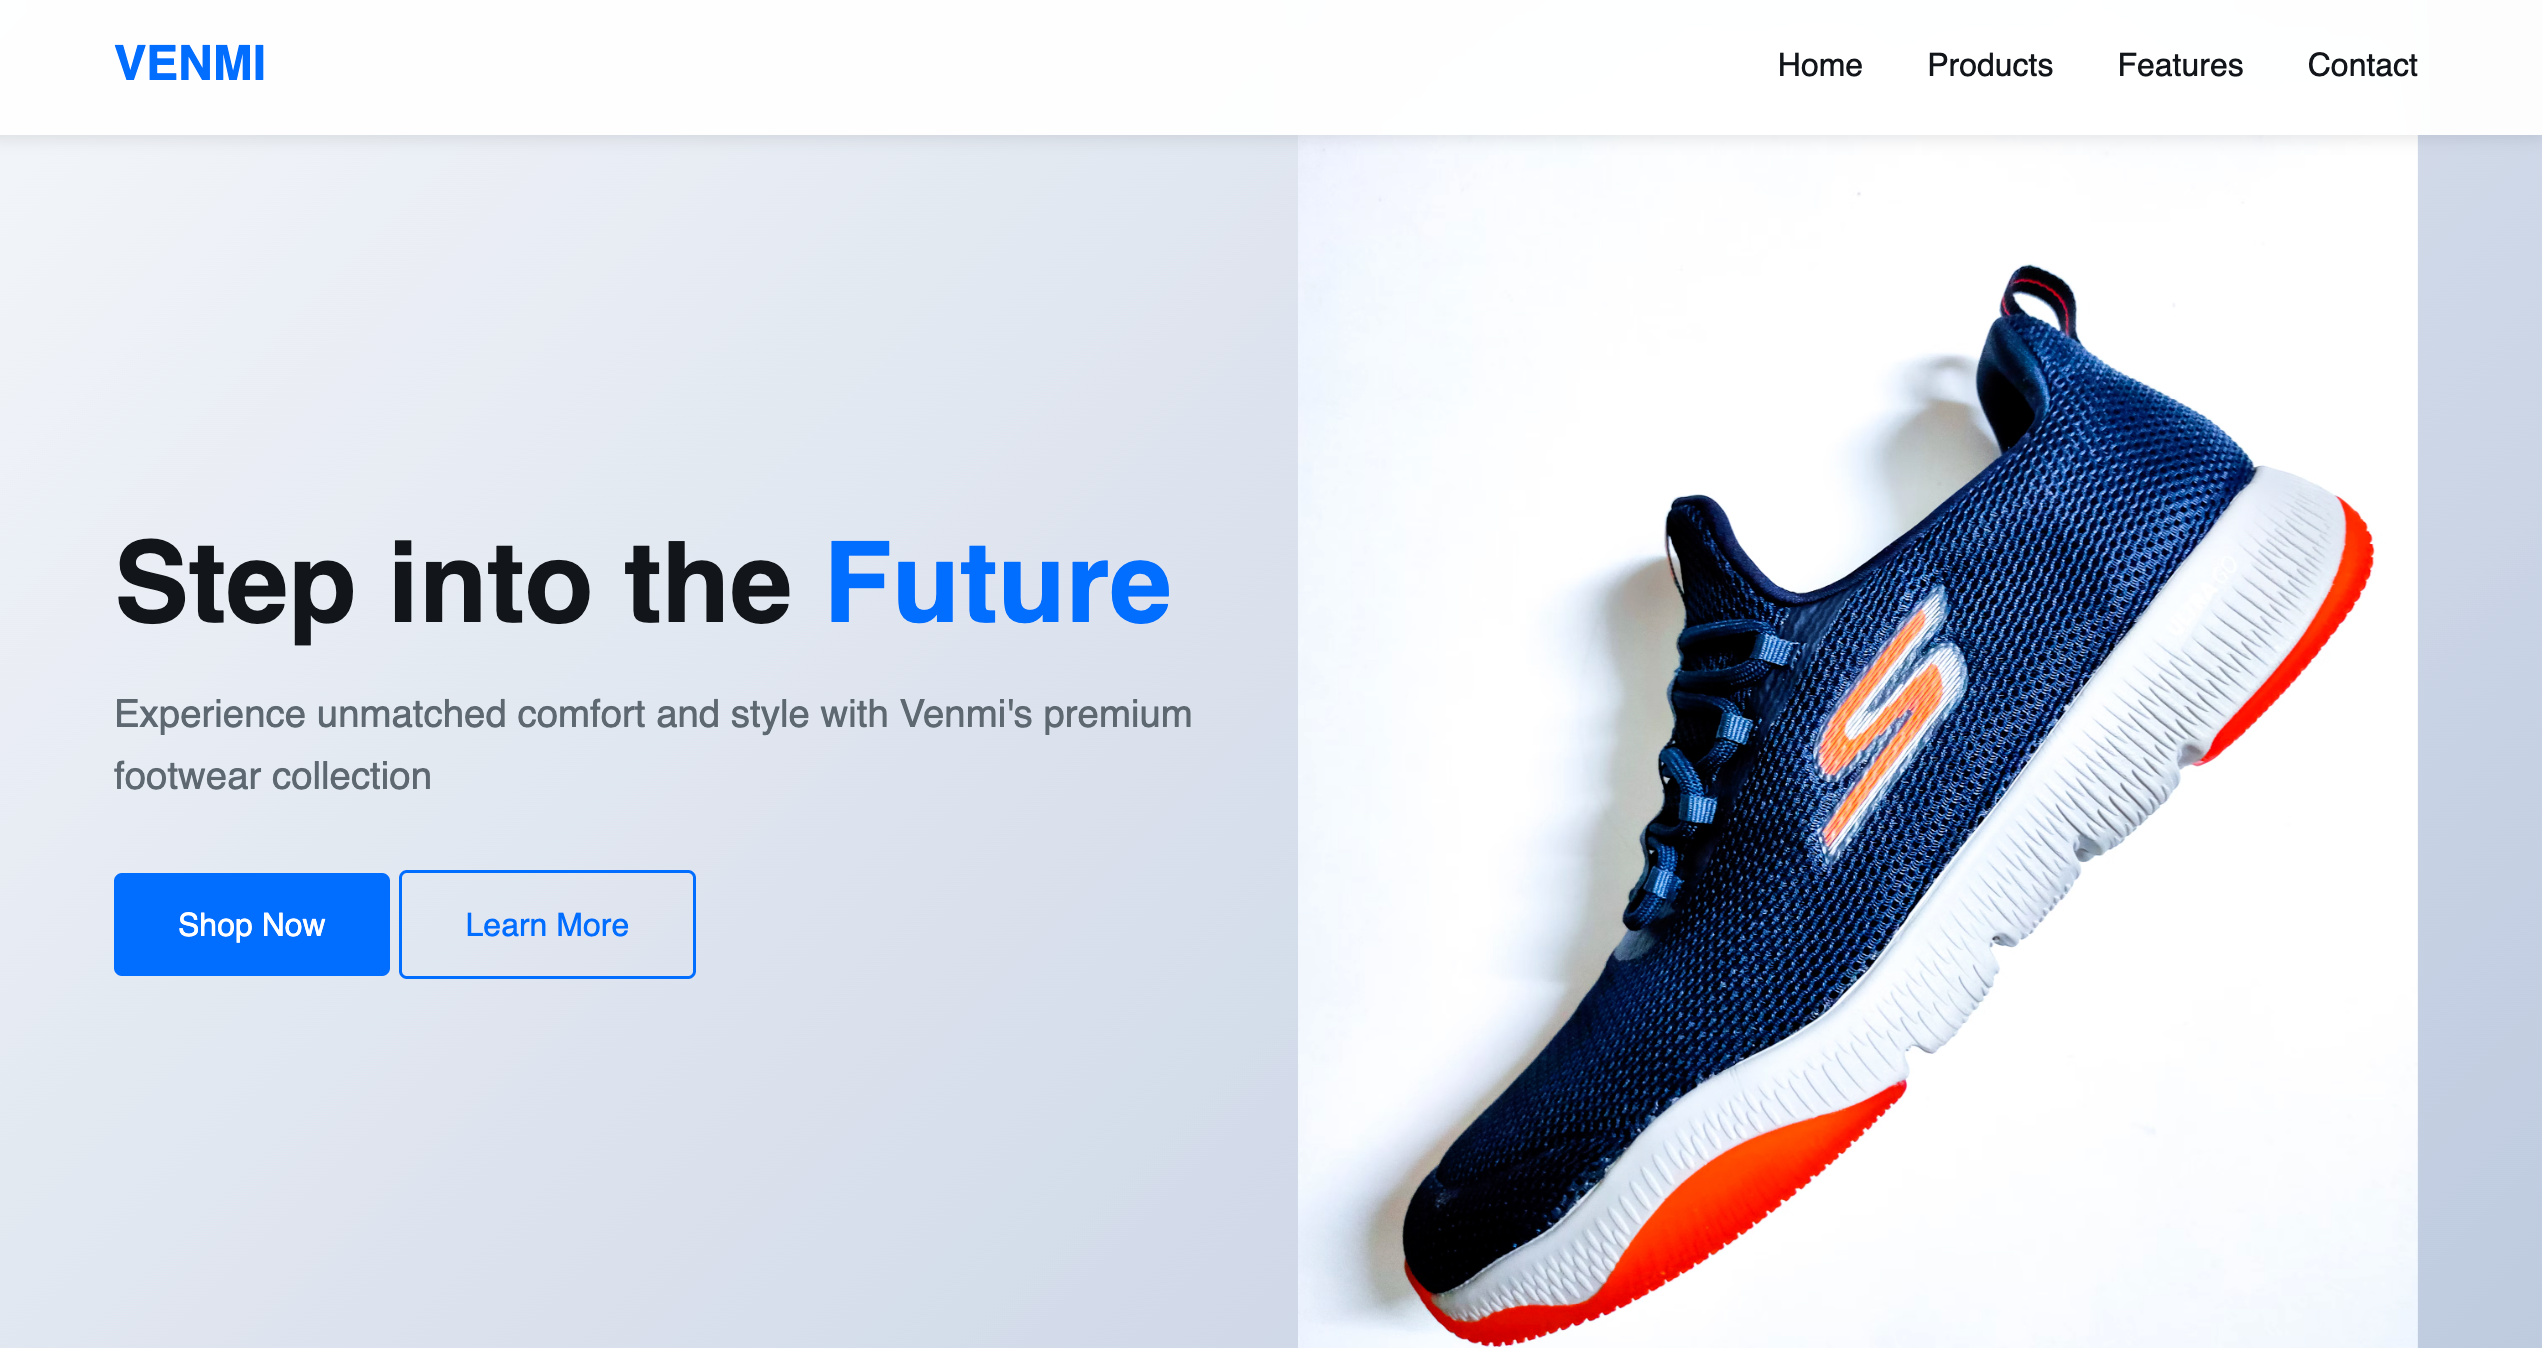 VENMI
Home Products Features Contact
Step into the Future
Experience unmatched comfort and style with Venmi's premium
footwear collection
Shop Now Learn More